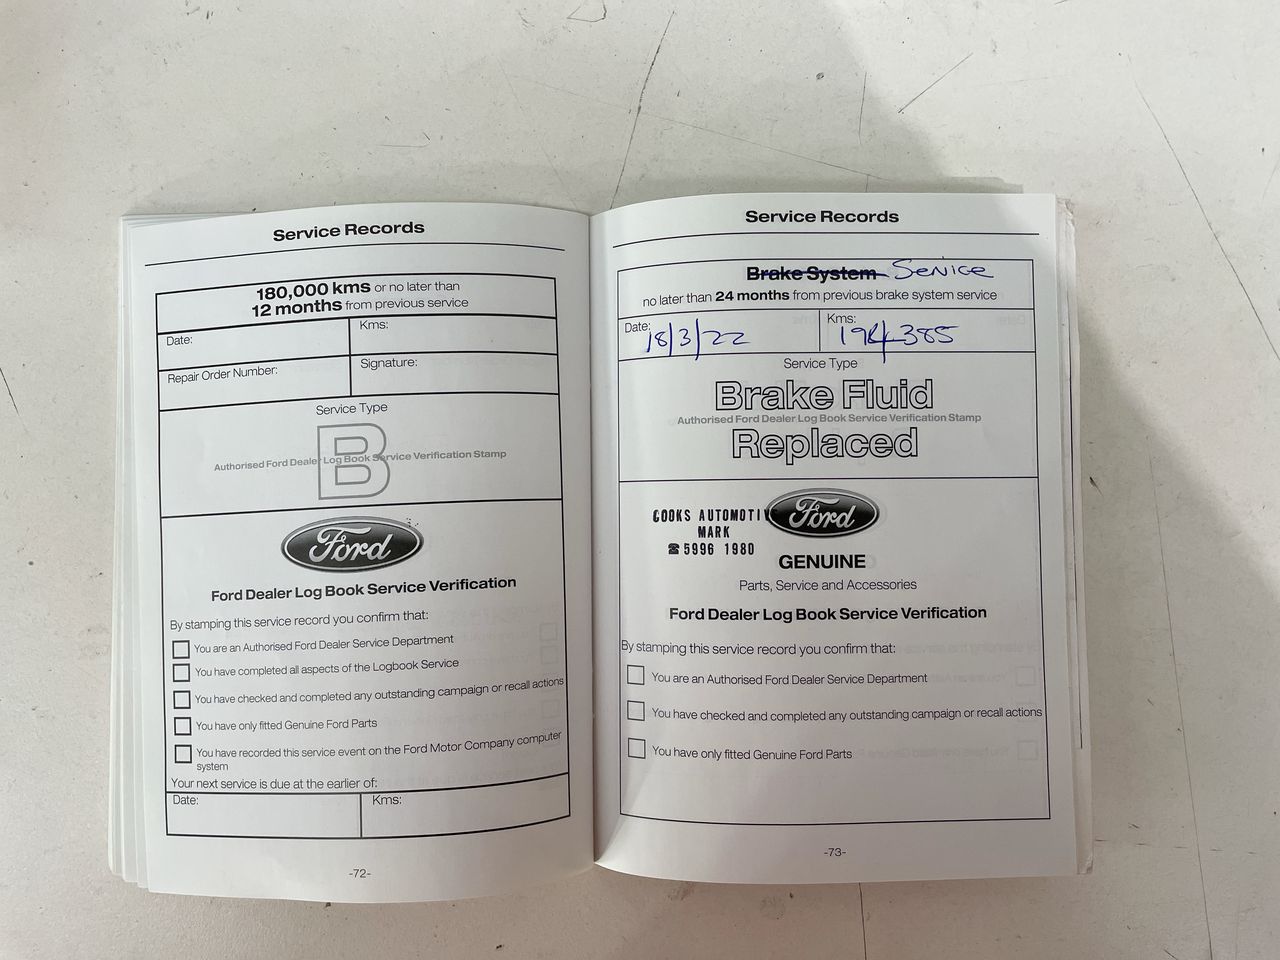 Service Records
180,000 kms or no later than
12 months from previous service
Date:
Kms:
Repair Order Number:
Signature:
Service Type
B
Authorised Ford Dealer Log Book Service Verification Stamp
Ford
Ford Dealer Log Book Service Verification
By stamping this service record you confirm that:
You are an Authorised Ford Dealer Service Department
You have completed all aspects of the Logbook Service
You have checked and completed any outstanding campaign or recall actions
You have only fitted Genuine Ford Parts
You have recorded this service event on the Ford Motor Company computer
system
Your next service is due at the earlier of:
Date:
Kms:
-72-
Service Records
Brake System Service
no later than 24 months from previous brake system service
Date: 18/3/22
Kms: 194385
Service Type
Brake Fluid
Authorised Ford Dealer Log Book Service Verification Stamp
Replaced
COOKS AUTOMOTIV
MARK
☎ 5996 1980
Ford
GENUINE
Parts, Service and Accessories
Ford Dealer Log Book Service Verification
By stamping this service record you confirm that:
You are an Authorised Ford Dealer Service Department
You have checked and completed any outstanding campaign or recall actions
You have only fitted Genuine Ford Parts
-73-